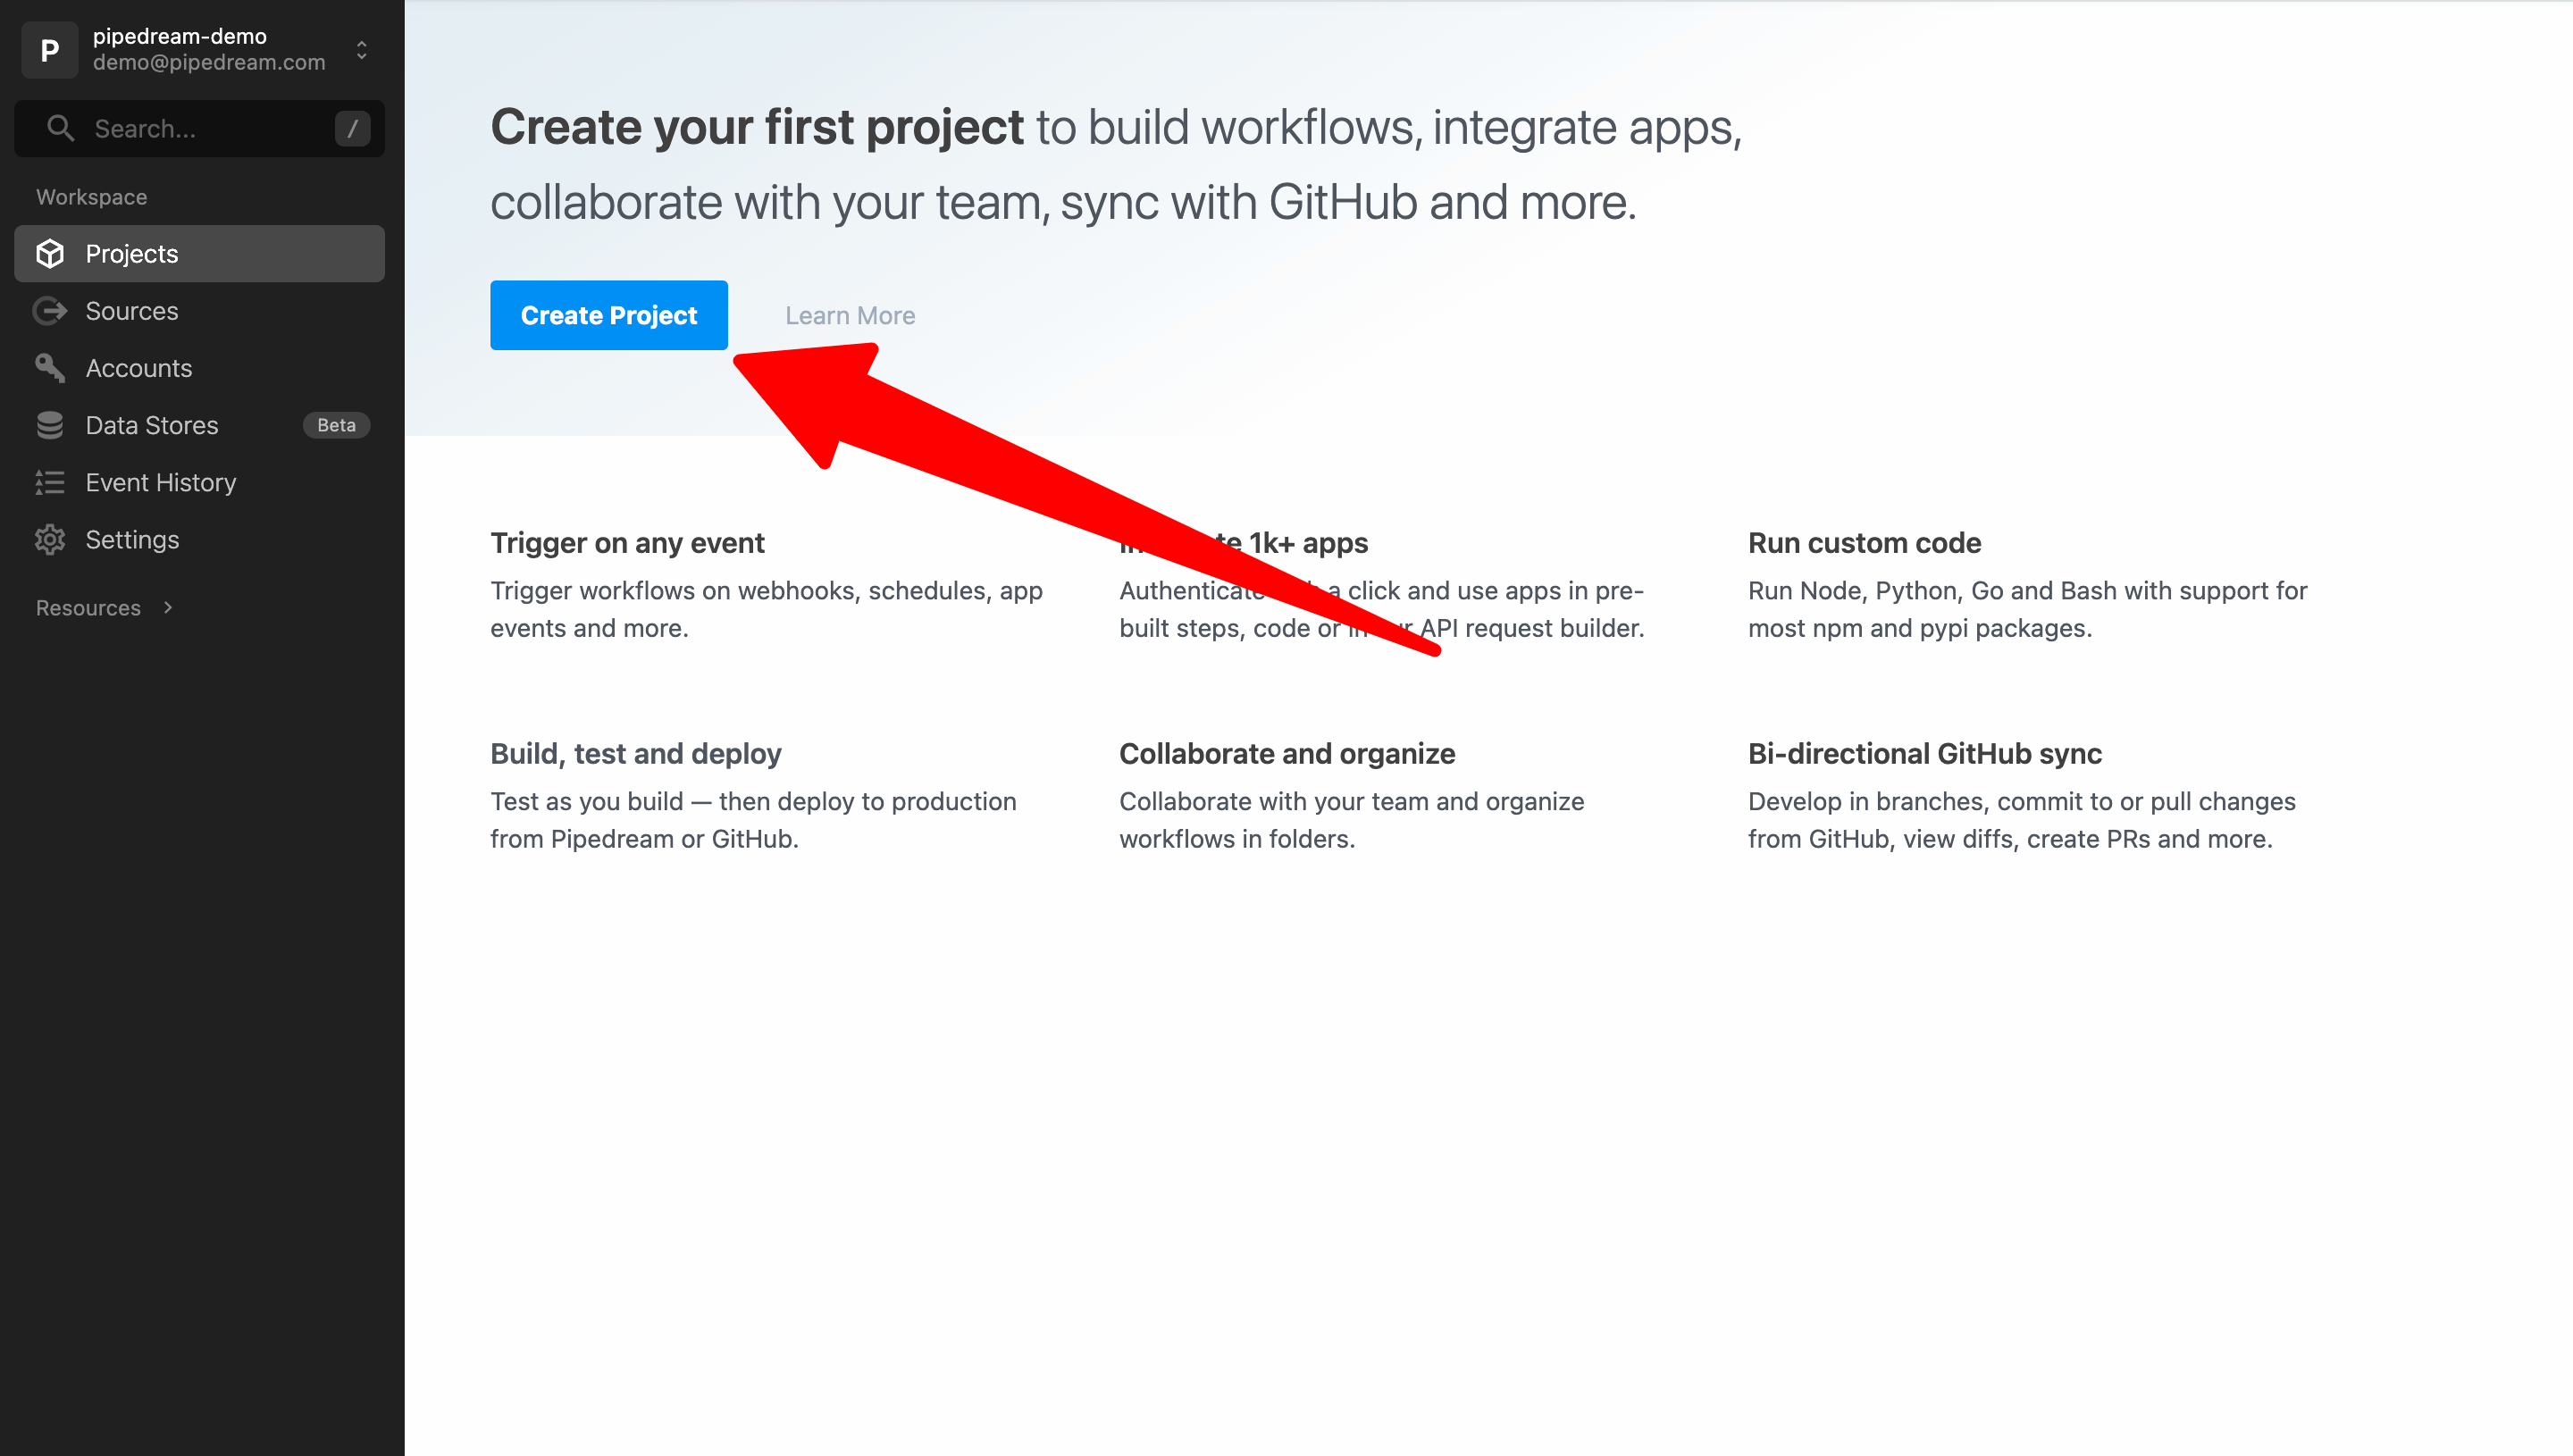 P
pipedream-demo
demo@pipedream.com
Search...
/
Workspace
Projects
Sources
Accounts
Data Stores
Beta
Event History
Settings
Resources
Create your first project to build workflows, integrate apps,
collaborate with your team, sync with GitHub and more.
Create Project
Learn More
Trigger on any event
Trigger workflows on webhooks, schedules, app
events and more.
1k+ apps
a click and use apps in pre-
built steps, code or API request builder.
Run custom code
Run Node, Python, Go and Bash with support for
most npm and pypi packages.
Build, test and deploy
Test as you build — then deploy to production
from Pipedream or GitHub.
Collaborate and organize
Collaborate with your team and organize
workflows in folders.
Bi-directional GitHub sync
Develop in branches, commit to or pull changes
from GitHub, view diffs, create PRs and more.